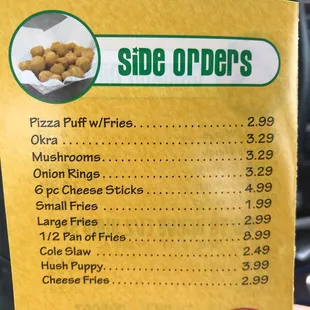 Side Orders
Pizza Puff w/Fries 2.99
Okra 3.29
Mushrooms 3.29
Onion Rings 3.29
6 pc Cheese Sticks 4.99
Small Fries 1.99
Large Fries 2.99
1/2 Pan of Fries 8.99
Cole Slaw 2.49
Hush Puppy 3.99
Cheese Fries 2.99